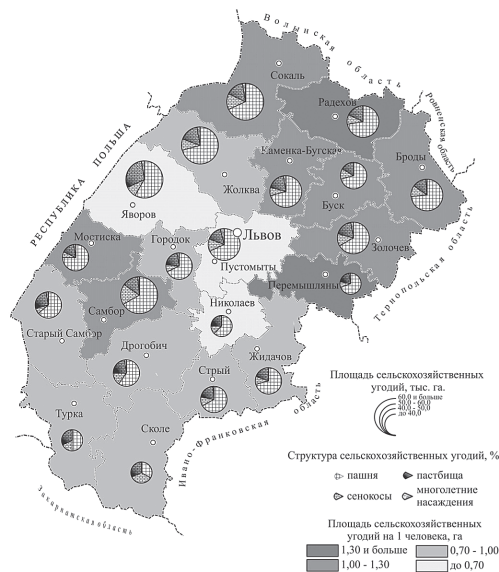 Волынская область
Сокаль
Радехов
Ровненская область
РЕСПУБЛИКА ПОЛЬША
Каменка-Бугская
Броды
Жолква
Буск
Яворов
Мостиска
Городок
Львов
Золочев
Пустомыты
Перемышляны
Тернопольская область
Самбор
Николаев
Старый Самбор
Дрогобич
Стрый
Жидачов
Турка
Сколе
Ивано-Франковская область
Закарпатская область
Площадь сельскохозяйственных
угодий, тыс. га.
60,0 и больше
50,0 - 60,0
40,0 - 50,0
до 40,0
Структура сельскохозяйственных угодий, %
пашня
пастбища
сенокосы
многолетние
насаждения
Площадь сельскохозяйственных
угодий на 1 человека, га
1,30 и больше
0,70 - 1,00
1,00 - 1,30
до 0,70